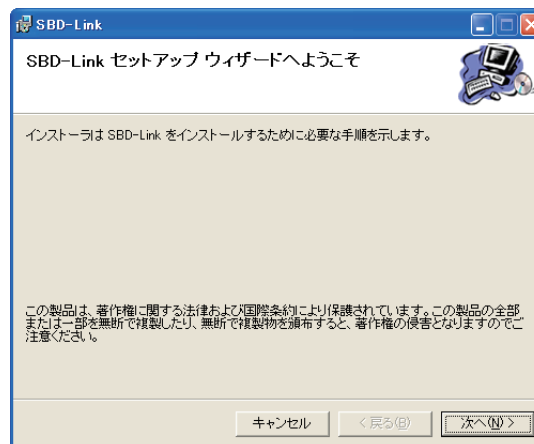 SBD-Link
SBD-Link セットアップ ウィザードへようこそ
インストーラは SBD-Link をインストールするために必要な手順を示します。
この製品は、著作権に関する法律および国際条約により保護されています。この製品の全部
または一部を無断で複製したり、無断で複製物を頒布すると、著作権の侵害となりますのでご
注意ください。
キャンセル < 戻る(B) 次へ(N) >